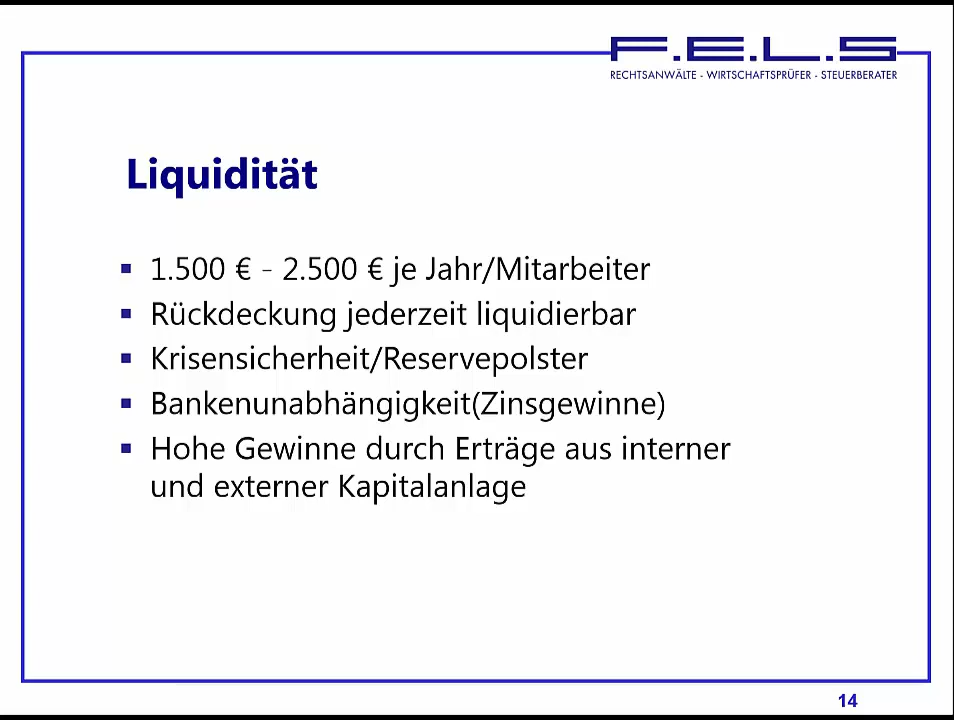 F.E.L.S
RECHTSANWÄLTE - WIRTSCHAFTSPRÜFER - STEUERBERATER
Liquidität
▪ 1.500 € - 2.500 € je Jahr/Mitarbeiter
▪ Rückdeckung jederzeit liquidierbar
▪ Krisensicherheit/Reservepolster
▪ Bankenunabhängigkeit(Zinsgewinne)
▪ Hohe Gewinne durch Erträge aus interner
und externer Kapitalanlage
14